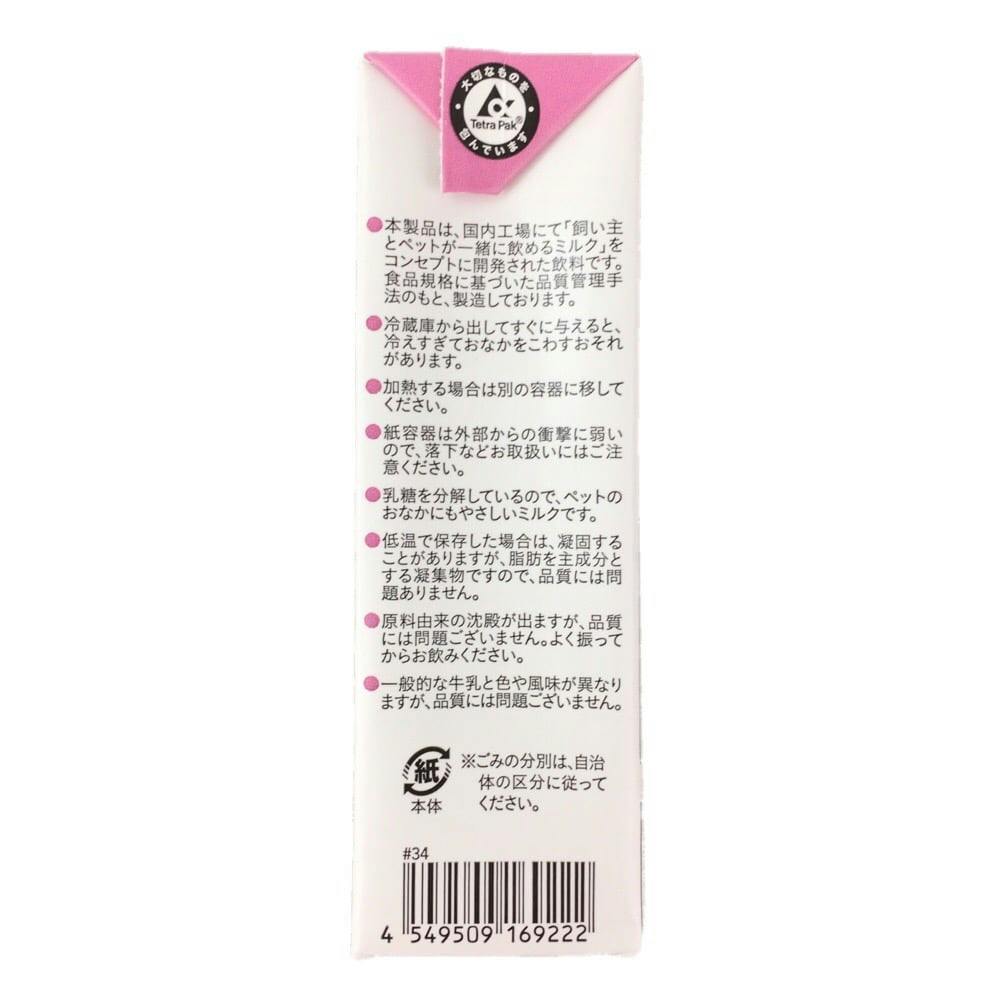 大切なものを
Tetra Pak®
包んでいます
●本製品は、国内工場にて「飼い主
とペットが一緒に飲めるミルク」を
コンセプトに開発された飲料です。
食品規格に基づいた品質管理手
法のもと、製造しております。
●冷蔵庫から出してすぐに与えると、
冷えすぎておなかをこわすおそれ
があります。
●加熱する場合は別の容器に移して
ください。
●紙容器は外部からの衝撃に弱い
ので、落下などお取扱いにはご注
意ください。
●乳糖を分解しているので、ペットの
おなかにもやさしいミルクです。
●低温で保存した場合は、凝固する
ことがありますが、脂肪を主成分と
する凝集物ですので、品質には問
題ありません。
●原料由来の沈殿が出ますが、品質
には問題ございません。よく振って
からお飲みください。
●一般的な牛乳と色や風味が異なり
ますが、品質には問題ございません。
紙
本体
※ごみの分別は、自治
体の区分に従って
ください。
#34
4 549509 169222